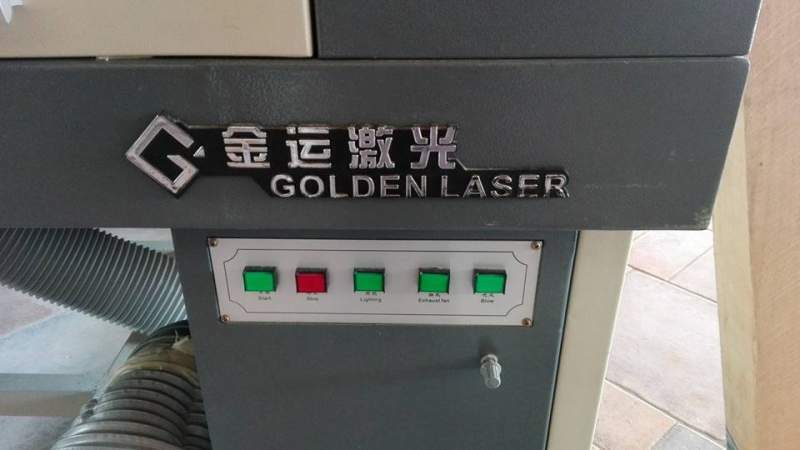 金运激光
GOLDEN LASER
Start
Stop
Lighting
Exhaust fan
Blow